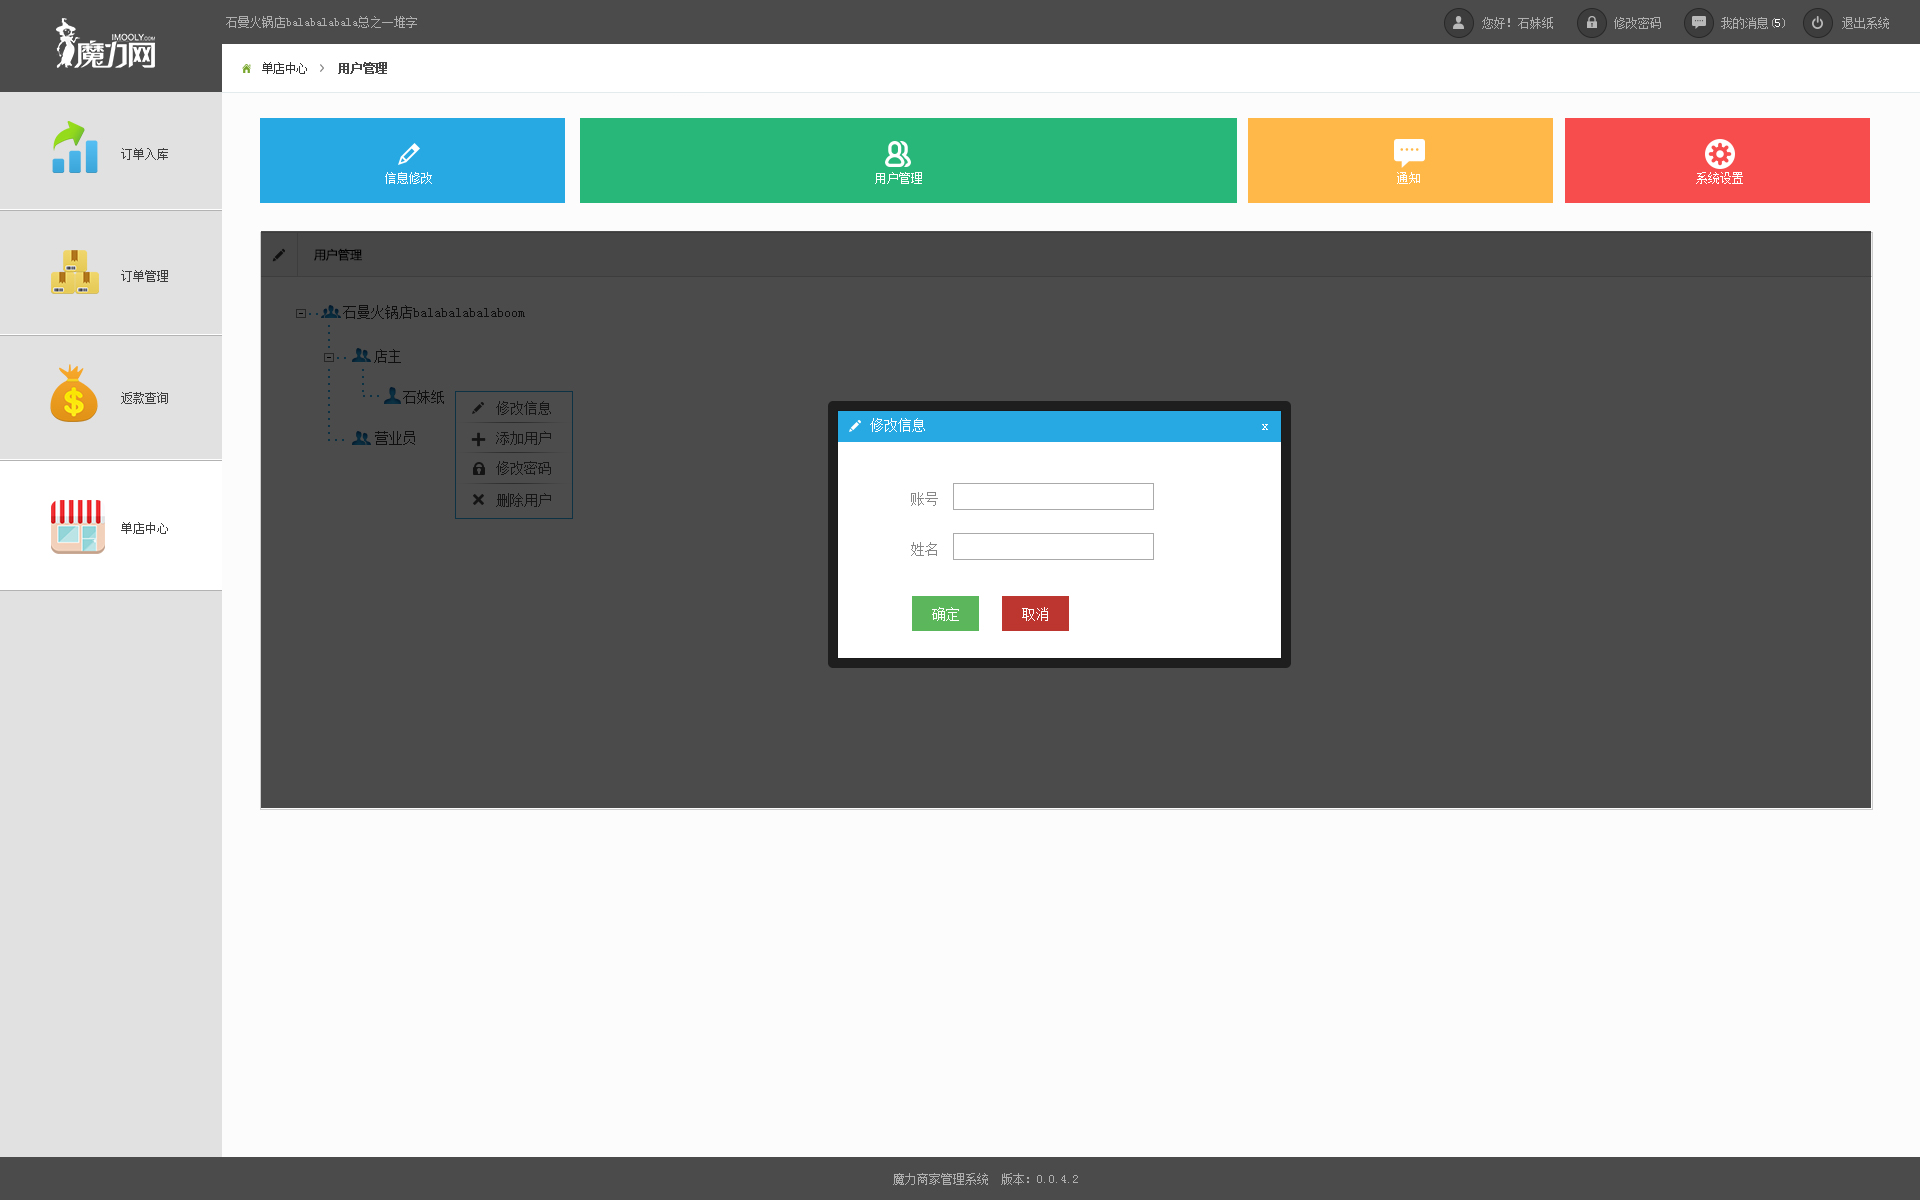 石曼火锅店balabalabala总之一堆字
您好! 石妹纸
修改密码
我的消息(5)
退出系统
IMOOLY.COM
魔力网
单店中心 > 用户管理
订单入库
订单管理
返款查询
单店中心
信息修改
用户管理
通知
系统设置
用户管理
石曼火锅店balabalabalaboom
店主
石妹纸
营业员
修改信息
添加用户
修改密码
删除用户
修改信息
x
账号
姓名
确定
取消
魔力商家管理系统 版本: 0.0.4.2